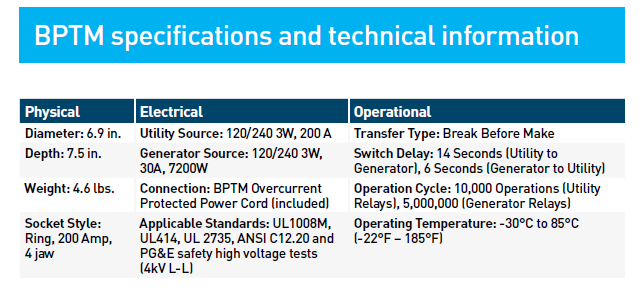 BPTM specifications and technical information
Physical
Electrical
Operational
Diameter: 6.9 in.
Utility Source: 120/240 3W, 200 A
Transfer Type: Break Before Make
Depth: 7.5 in.
Generator Source: 120/240 3W,
30A, 7200W
Switch Delay: 14 Seconds (Utility to
Generator), 6 Seconds (Generator to Utility)
Weight: 4.6 lbs.
Connection: BPTM Overcurrent
Protected Power Cord (included)
Operation Cycle: 10,000 Operations (Utility
Relays), 5,000,000 (Generator Relays)
Socket Style:
Ring, 200 Amp,
4 jaw
Applicable Standards: UL1008M,
UL414, UL 2735, ANSI C12.20 and
PG&E safety high voltage tests
(4kV L-L)
Operating Temperature: -30°C to 85°C
(-22°F – 185°F)